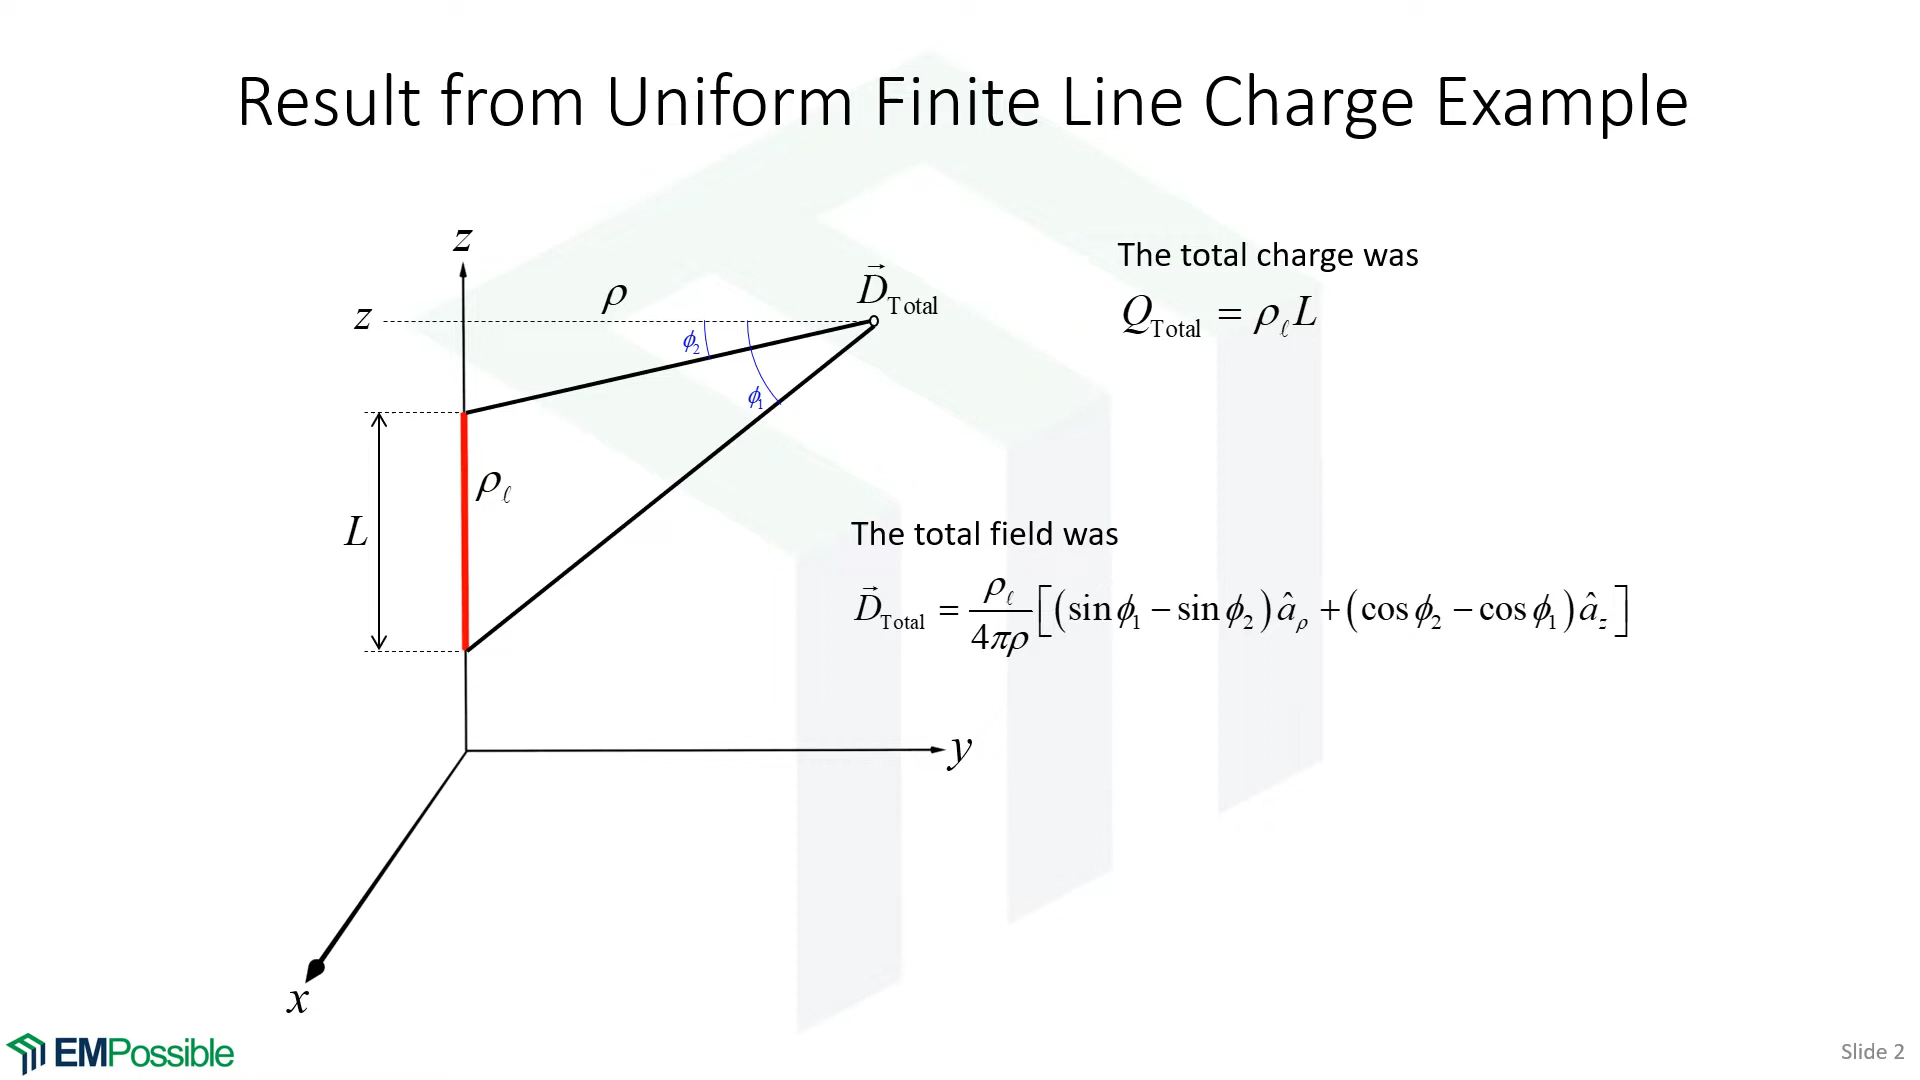 Result from Uniform Finite Line Charge Example
z
z
ρ
D⃗_Total
The total charge was
Q_Total = ρ_ℓ L
ϕ₂
ϕ₁
ρ_ℓ
L
The total field was
D⃗_Total = ρ_ℓ / 4πρ [(sin ϕ₁ − sin ϕ₂) â_ρ + (cos ϕ₂ − cos ϕ₁) â_z]
y
x
EMPossible
Slide 2